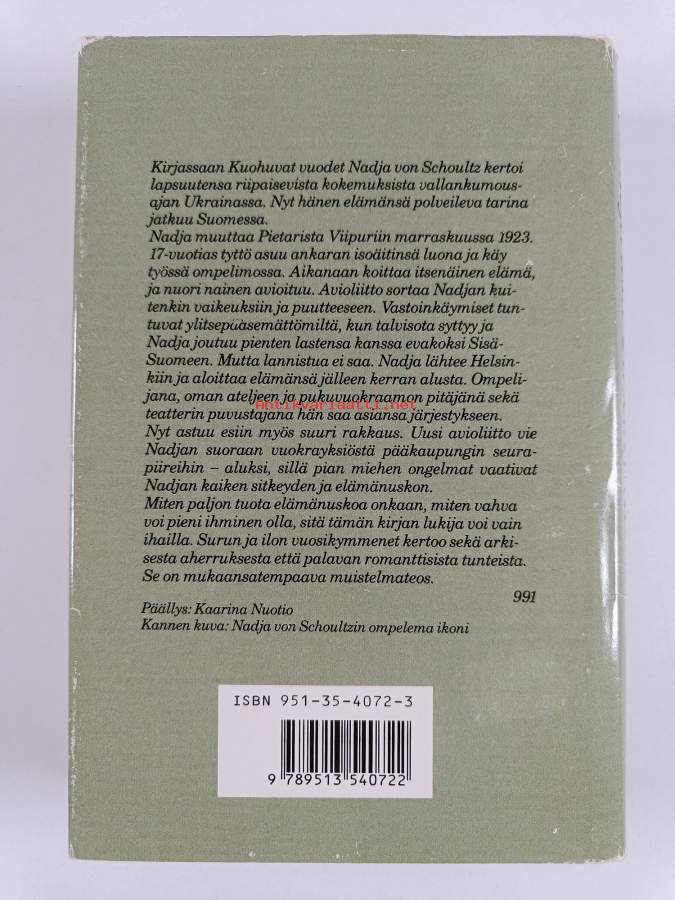 Kirjassaan Kuohuvat vuodet Nadja von Schoultz kertoi
lapsuutensa riipaisevista kokemuksista vallankumous-
ajan Ukrainassa. Nyt hänen elämänsä polveileva tarina
jatkuu Suomessa.
Nadja muuttaa Pietarista Viipuriin marraskuussa 1923.
17-vuotias tyttö asuu ankaran isoäitinsä luona ja käy
työssä ompelimossa. Aikanaan koittaa itsenäinen elämä,
ja nuori nainen avioituu. Avioliitto sortaa Nadjan kui-
tenkin vaikeuksiin ja puutteeseen. Vastoinkäymiset tun-
tuvat ylitsepääsemättömiltä, kun talvisota syttyy ja
Nadja joutuu pienten lastensa kanssa evakoksi Sisä-
Suomeen. Mutta lannistua ei saa. Nadja lähtee Helsin-
kiin ja aloittaa elämänsä jälleen kerran alusta. Ompeli-
jana, oman ateljeen ja pukuvuokraamon pitäjänä sekä
antikvariaatti.net
teatterin puvustajana hän saa asiansa järjestykseen.
Nyt astuu esiin myös suuri rakkaus. Uusi avioliitto vie
Nadjan suoraan vuokrayksiöstä pääkaupungin seura-
piireihin – aluksi, sillä pian miehen ongelmat vaativat
Nadjan kaiken sitkeyden ja elämänuskon.
Miten paljon tuota elämänuskoa onkaan, miten vahva
voi pieni ihminen olla, sitä tämän kirjan lukija voi vain
ihailla. Surun ja ilon vuosikymmenet kertoo sekä arki-
sesta aherruksesta että palavan romanttisista tunteista.
Se on mukaansatempaava muistelmateos.
991
Päällys: Kaarina Nuotio
Kannen kuva: Nadja von Schoultzin ompelema ikoni
ISBN 951-35-4072-3
9 789513 540722